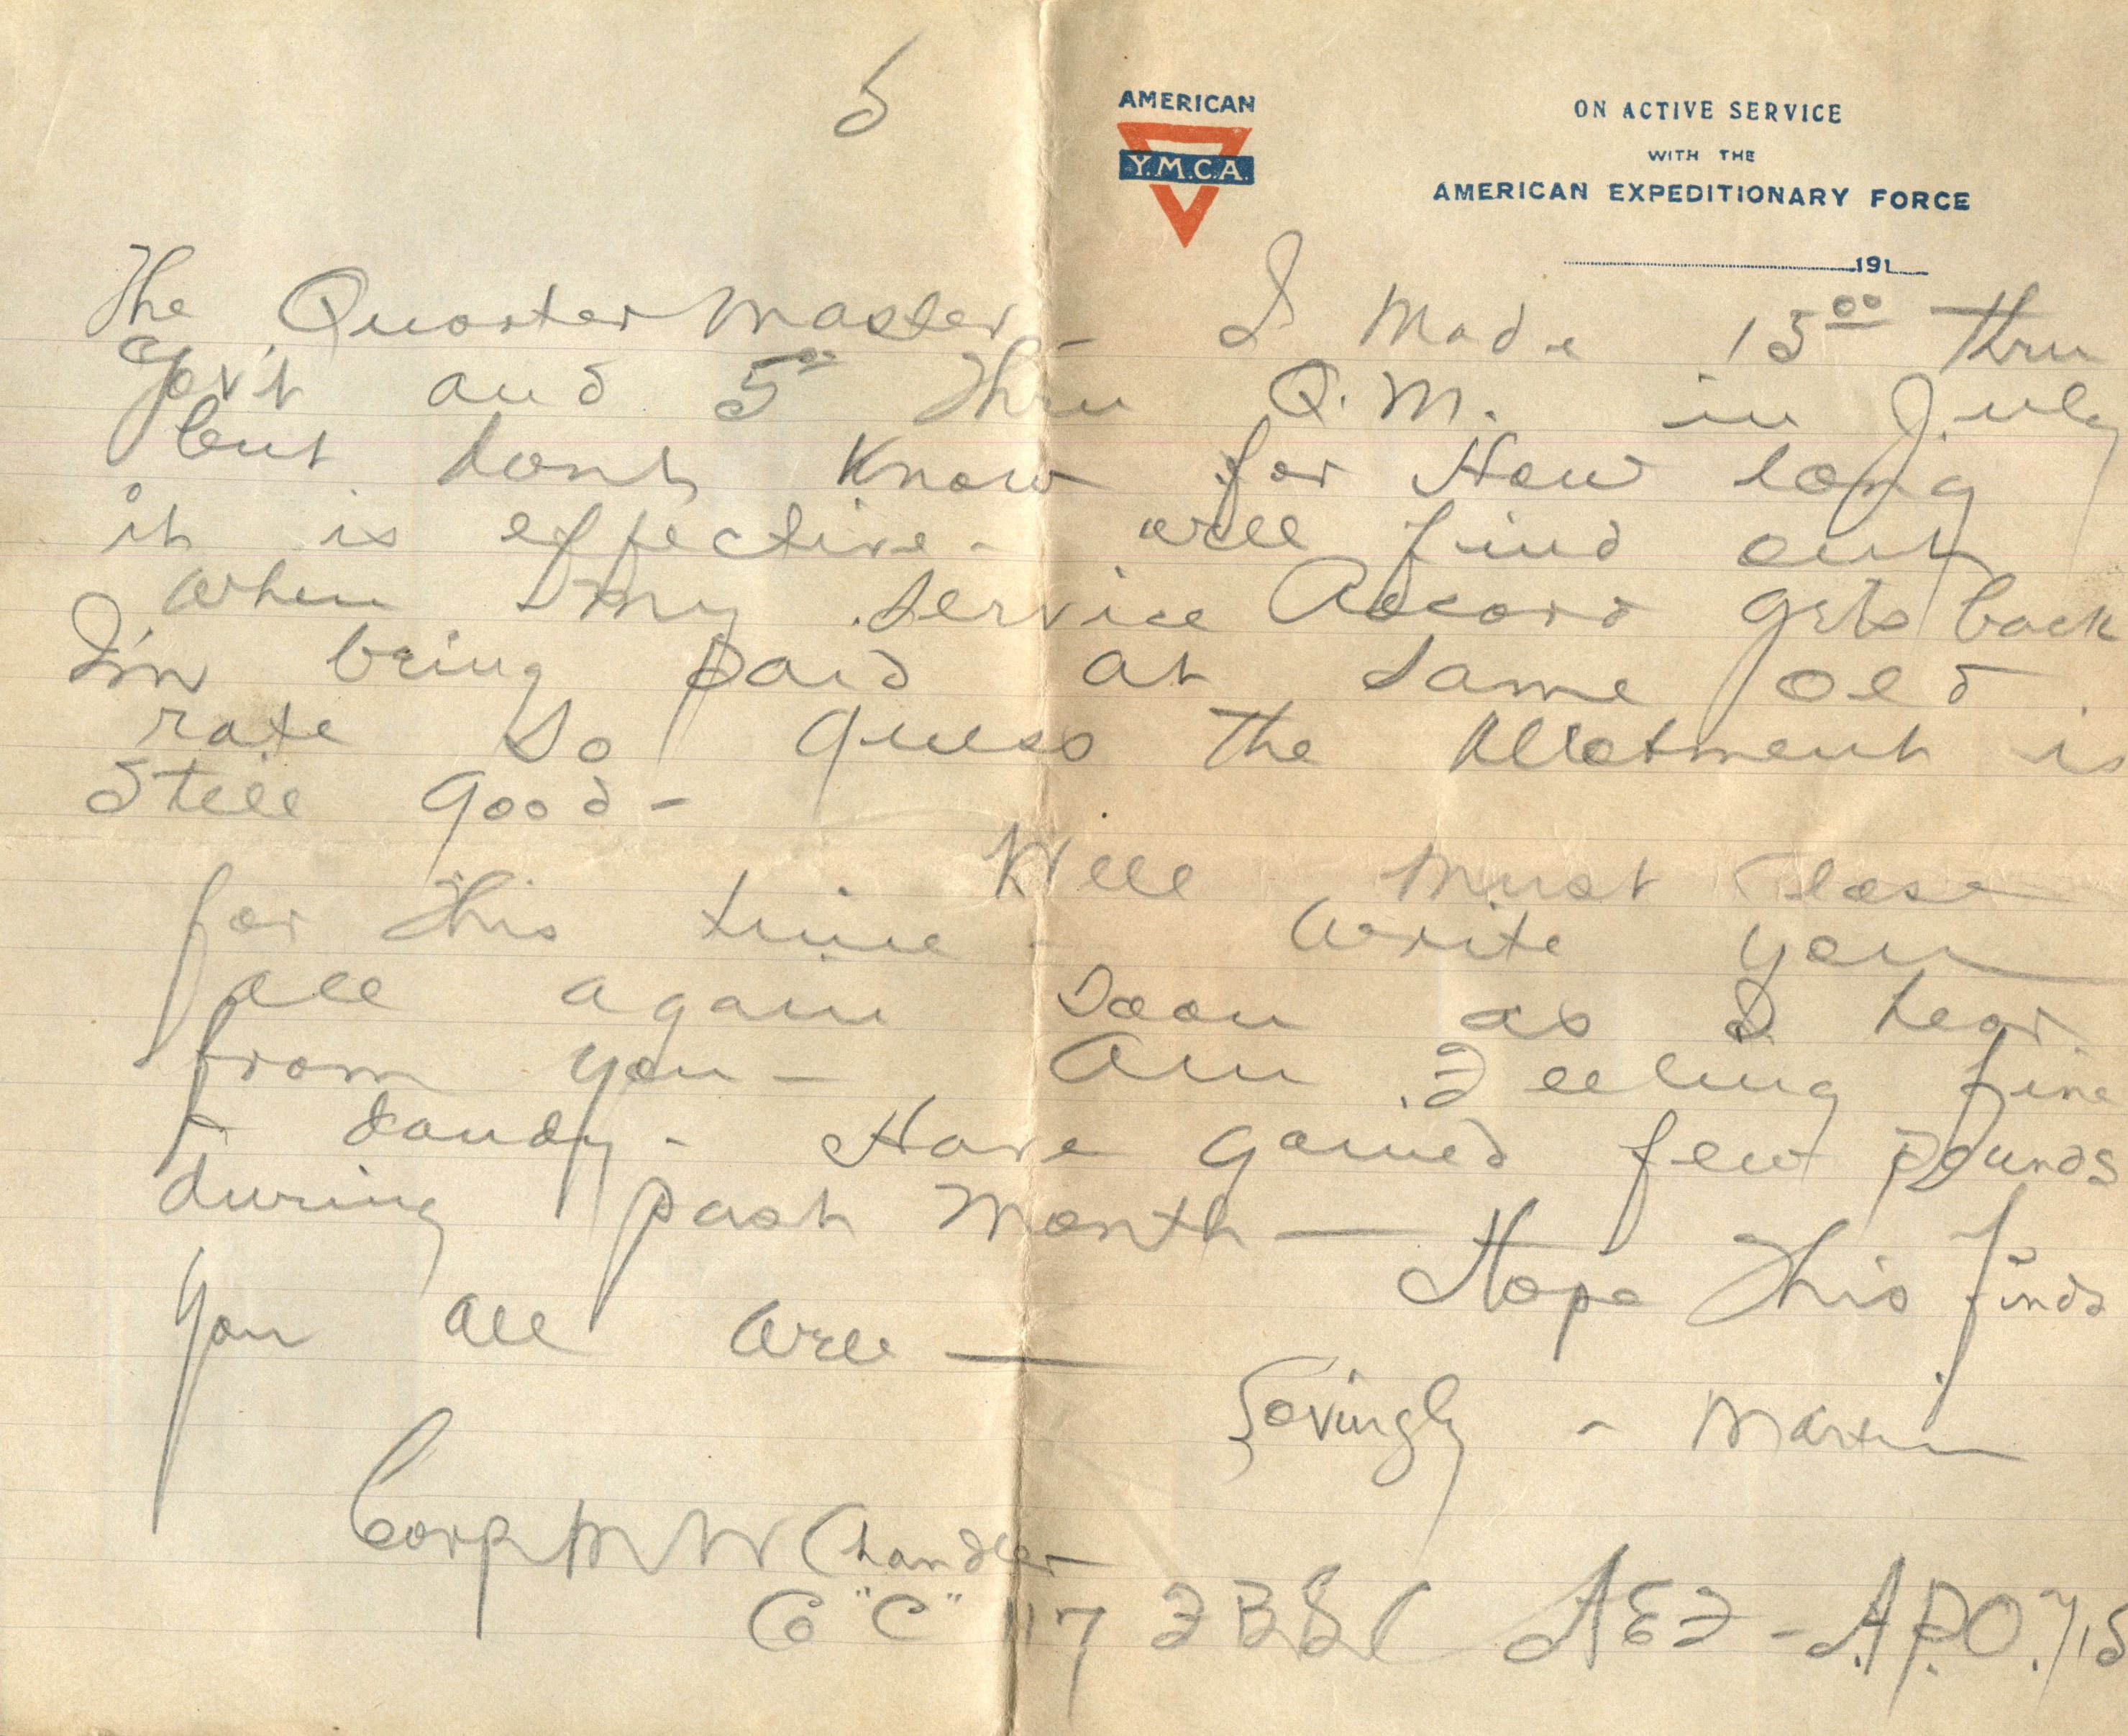 5
AMERICAN
Y.M.C.A.
ON ACTIVE SERVICE
WITH THE
AMERICAN EXPEDITIONARY FORCE
191
The Quartermaster - I made 15 00 thru
Gov't and 5 00 thru Q.M. in July
but dont know for How long
it is effective - will find out
when my service Record gets back
I'm being paid at same old
rate so guess the Allotment is
still good -
Well must close
for this time - write you
all again soon as I hear
from you - Am Feeling fine
& dandy - Have gained few pounds
during past month — Hope This finds
you all well —
Lovingly - Martin
Corp M W Chandler
Co "C" 117 F B S C AEF - A.P.O. 715